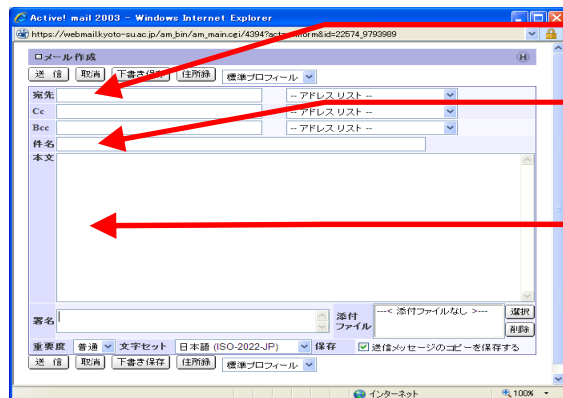 Active! mail 2003 - Windows Internet Explorer
https://webmail.kyoto-su.ac.jp/am_bin/am_main.cgi/4394?act= form&id=22574_9793989
メール作成 H
送 信 取消 下書き保存 住所録 標準プロフィール
宛先 -- アドレス リスト --
Cc -- アドレス リスト --
Bcc -- アドレス リスト --
件名
本文
署名 添付ファイル ---< 添付ファイルなし >--- 選択
削除
重要度 普通 文字セット 日本語 (ISO-2022-JP) 保存 送信メッセージのコピーを保存する
送 信 取消 下書き保存 住所録 標準プロフィール
インターネット 100%